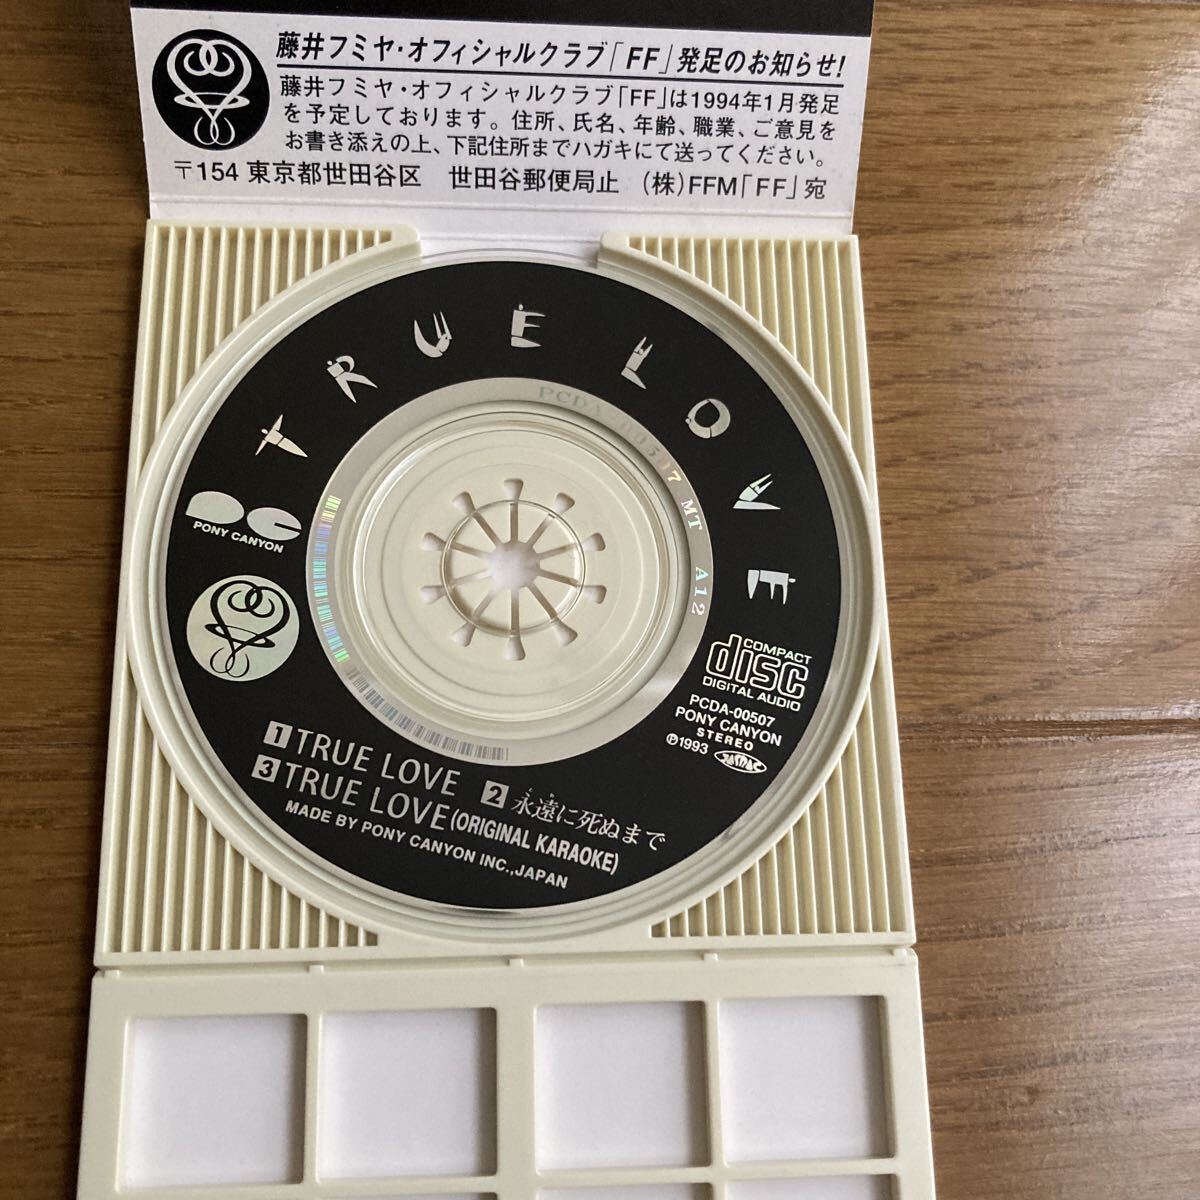 藤井フミヤ・オフィシャルクラブ「FF」発足のお知らせ!
藤井フミヤ・オフィシャルクラブ「FF」は1994年1月発足
を予定しております。住所、氏名、年齢、職業、ご意見を
お書き添えの上、下記住所までハガキにて送ってください。
〒154 東京都世田谷区 世田谷郵便局止 (株)FFM「FF」宛
TRUE LOVE
PCDA-00507 MT A12
PONY CANYON
COMPACT
disc
DIGITAL AUDIO
PCDA-00507
PONY CANYON
STEREO
℗1993 JASRAC
1 TRUE LOVE 2 永遠に死ぬまで
3 TRUE LOVE (ORIGINAL KARAOKE)
MADE BY PONY CANYON INC.,JAPAN